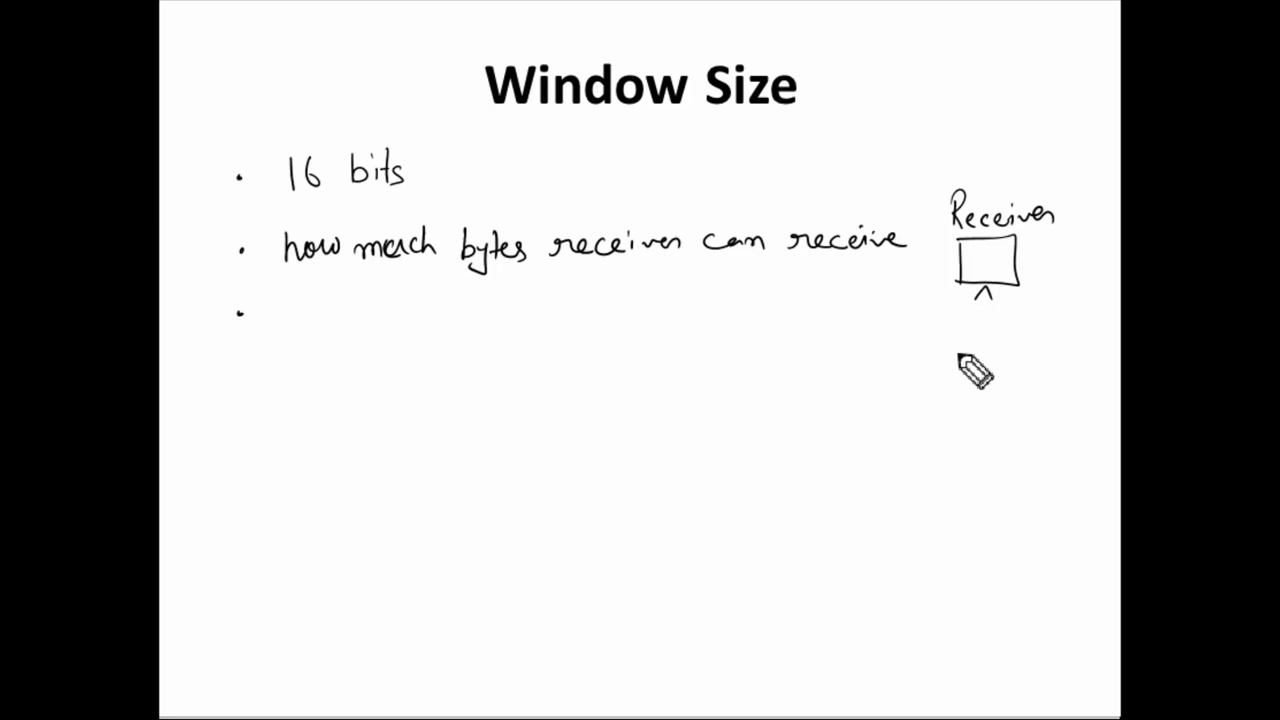 Window Size
• 16 bits
• how much bytes receiver can receive
Receiver
•